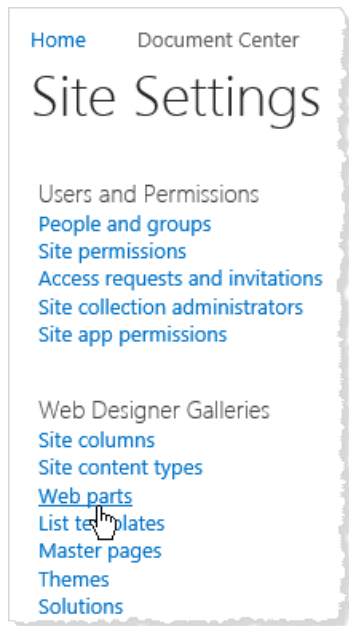 Home Document Center
Site Settings
Users and Permissions
People and groups
Site permissions
Access requests and invitations
Site collection administrators
Site app permissions
Web Designer Galleries
Site columns
Site content types
Web parts
List templates
Master pages
Themes
Solutions